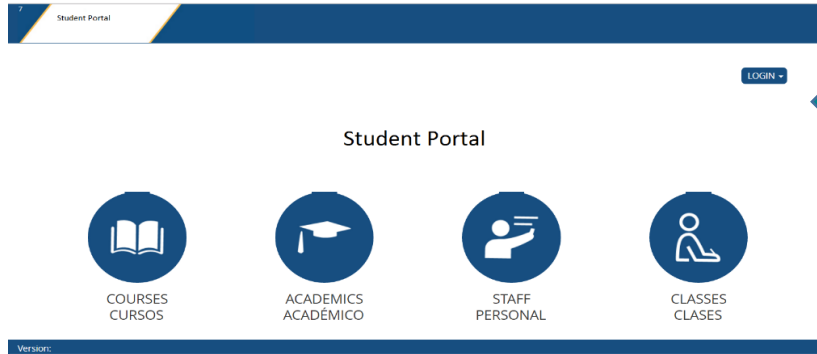 7
Student Portal
LOGIN
Student Portal
COURSES
CURSOS
ACADEMICS
ACADÉMICO
STAFF
PERSONAL
CLASSES
CLASES
Version: